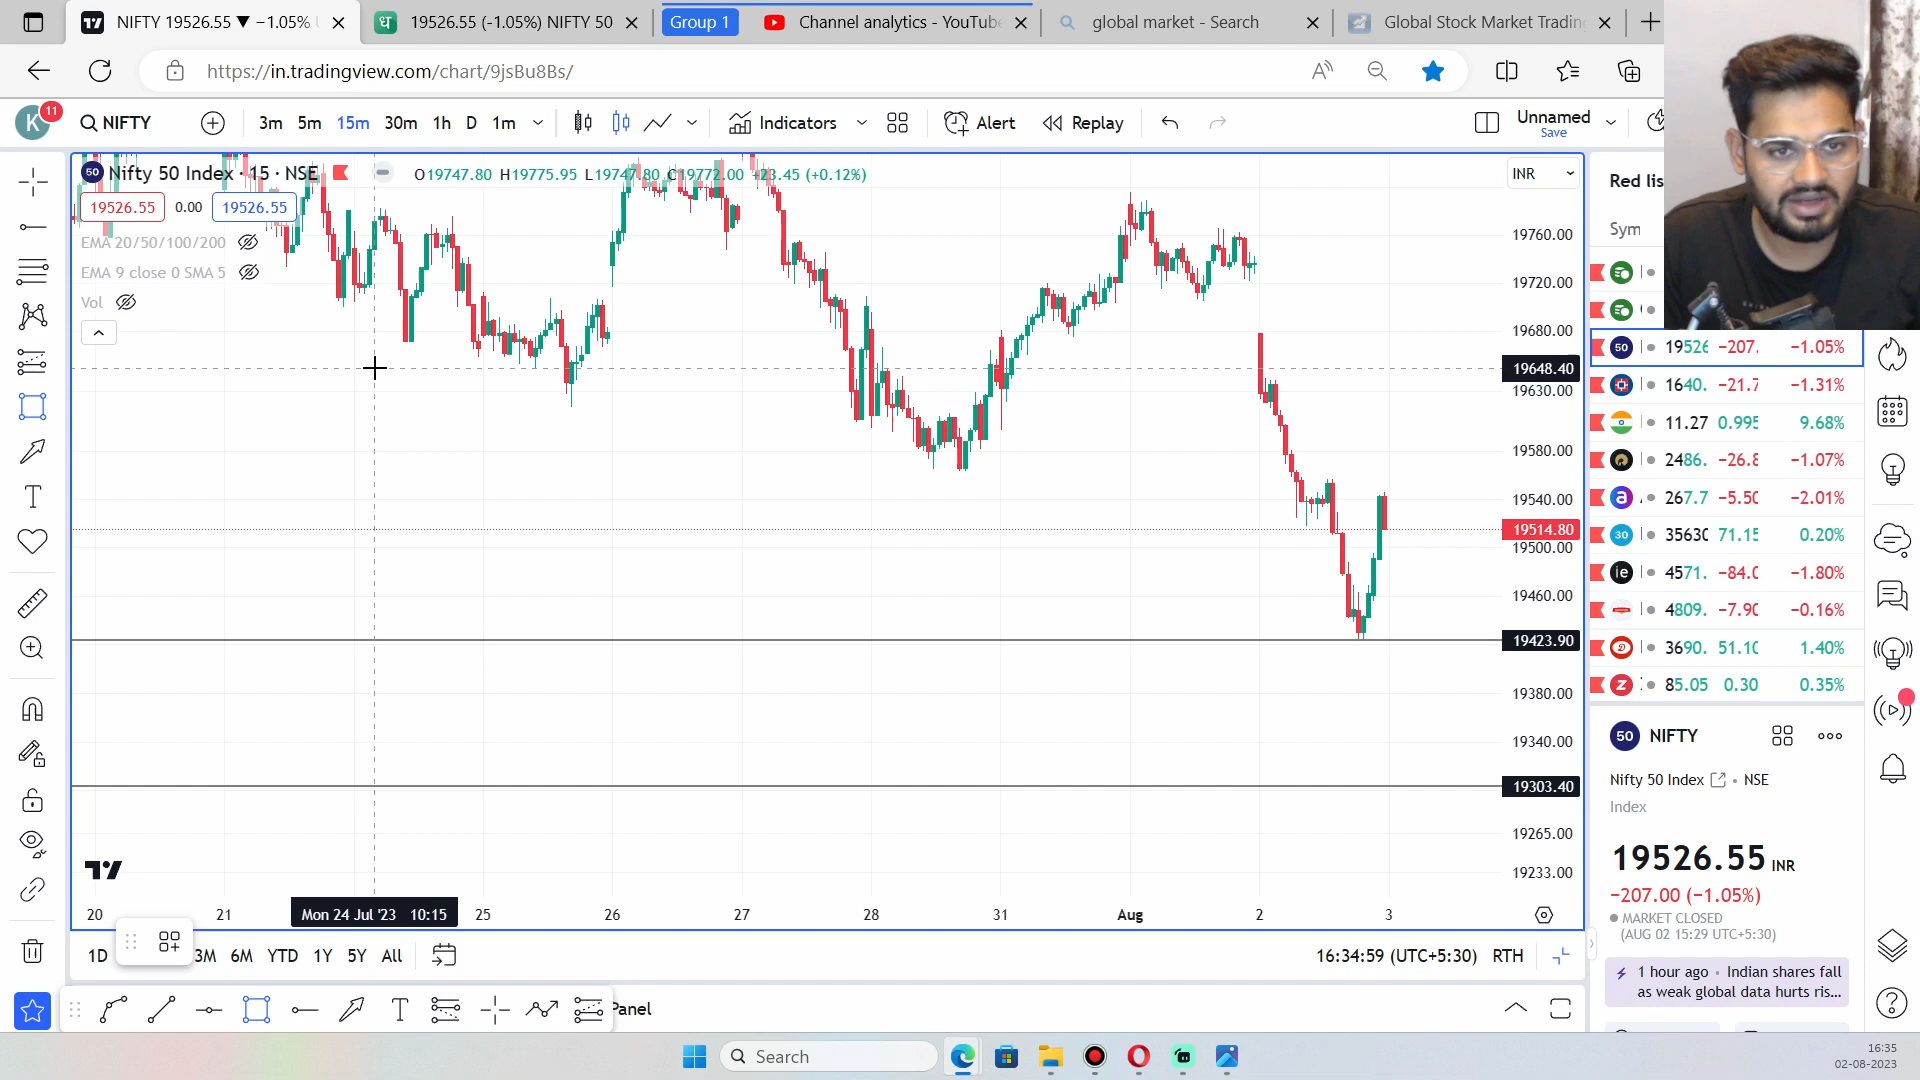 NIFTY 19526.55 ▼ −1.05%
19526.55 (-1.05%) NIFTY 50
Group 1
Channel analytics - YouTube
global market - Search
Global Stock Market Trading
https://in.tradingview.com/chart/9jsBu8Bs/
K
11
NIFTY
3m 5m 15m 30m 1h D 1m
Indicators
Alert
Replay
Unnamed
Save
50 Nifty 50 Index · 15 · NSE
O19747.80 H19775.95 L19747.80 C19772.00 +23.45 (+0.12%)
INR
19526.55 0.00 19526.55
EMA 20/50/100/200
EMA 9 close 0 SMA 5
Vol
19760.00
19720.00
19680.00
19648.40
19630.00
19580.00
19540.00
19514.80
19500.00
19460.00
19423.90
19380.00
19340.00
19303.40
19265.00
19233.00
20 21 Mon 24 Jul '23 10:15 25 26 27 28 31 Aug 2 3
1D 3M 6M YTD 1Y 5Y All
16:34:59 (UTC+5:30) RTH
Panel
Red lis
Sym
50 19526 −207. −1.05%
1640. −21.7 −1.31%
11.27 0.995 9.68%
2486. −26.8 −1.07%
267.7 −5.50 −2.01%
30 35630 71.15 0.20%
ie 4571. −84.0 −1.80%
4809. −7.90 −0.16%
3690. 51.10 1.40%
Z 85.05 0.30 0.35%
50 NIFTY
Nifty 50 Index • NSE
Index
19526.55 INR
−207.00 (−1.05%)
MARKET CLOSED
(AUG 02 15:29 UTC+5:30)
1 hour ago · Indian shares fall
as weak global data hurts ris...
Search
16:35
02-08-2023